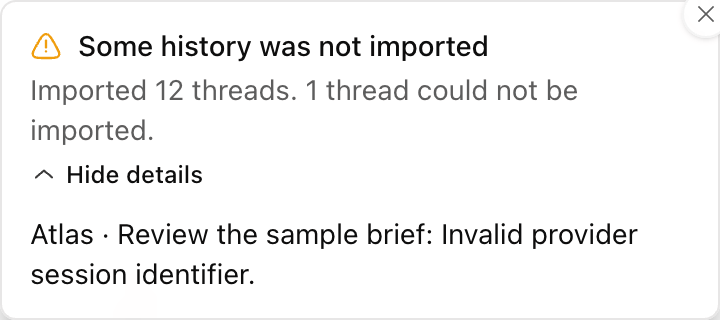 Some history was not imported
Imported 12 threads. 1 thread could not be
imported.
Hide details
Atlas · Review the sample brief: Invalid provider
session identifier.